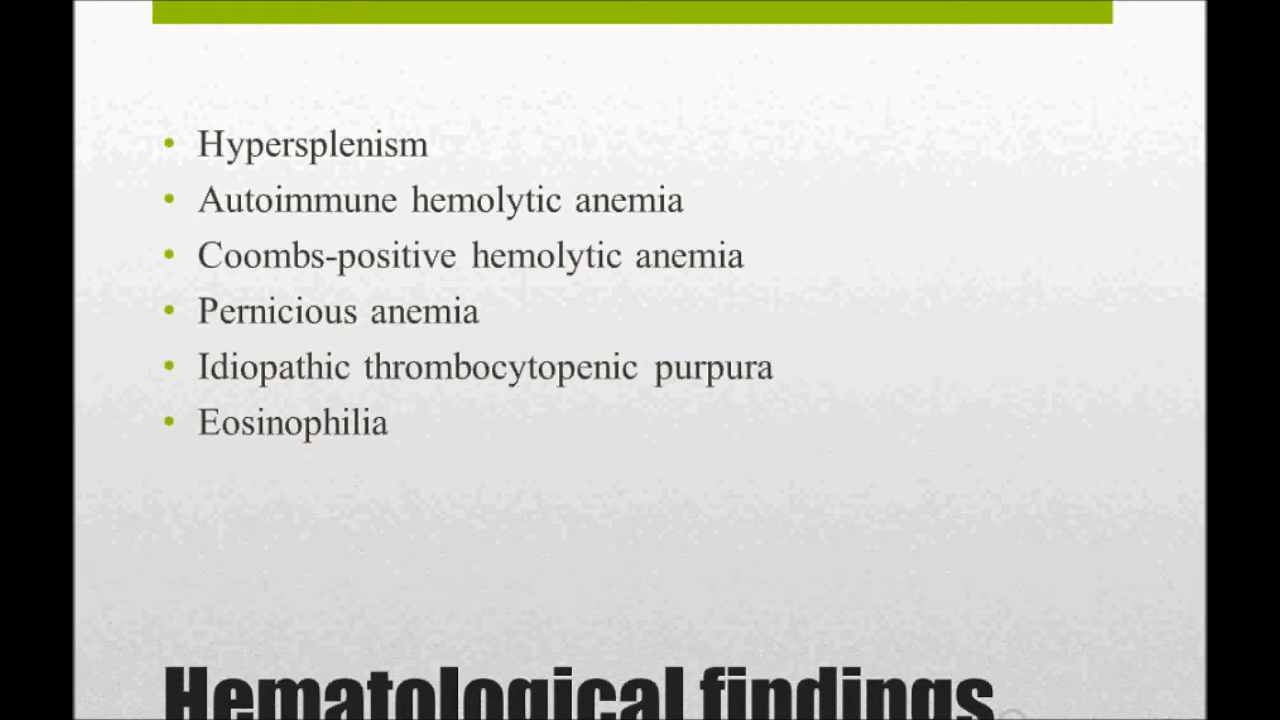 Hypersplenism
Autoimmune hemolytic anemia
Coombs-positive hemolytic anemia
Pernicious anemia
Idiopathic thrombocytopenic purpura
Eosinophilia
Hematological findings